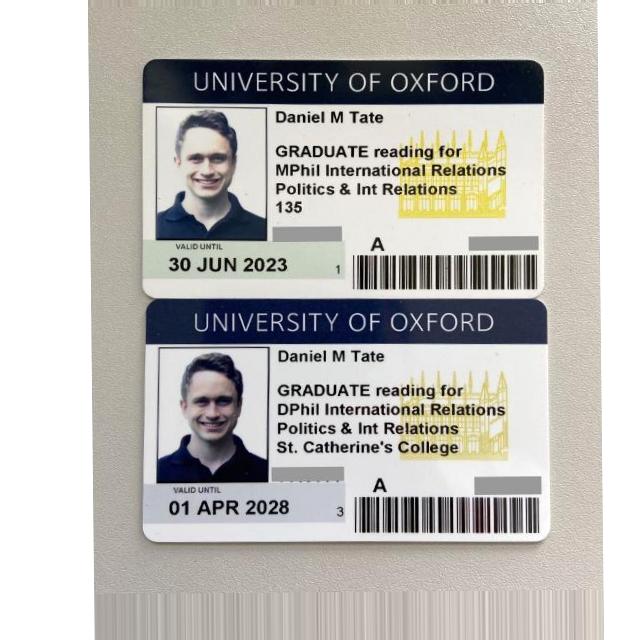 UNIVERSITY OF OXFORD
Daniel M Tate
GRADUATE reading for
MPhil International Relations
Politics & Int Relations
135
VALID UNTIL
30 JUN 2023
1
A
UNIVERSITY OF OXFORD
Daniel M Tate
GRADUATE reading for
DPhil International Relations
Politics & Int Relations
St. Catherine's College
VALID UNTIL
01 APR 2028
3
A